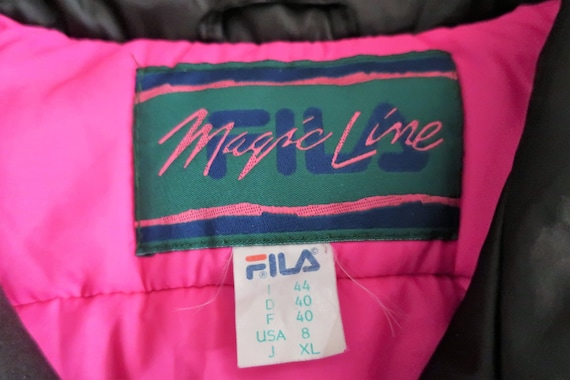 FILA
Magic Line
FILA®
I 44
D 40
F 40
USA 8
J XL